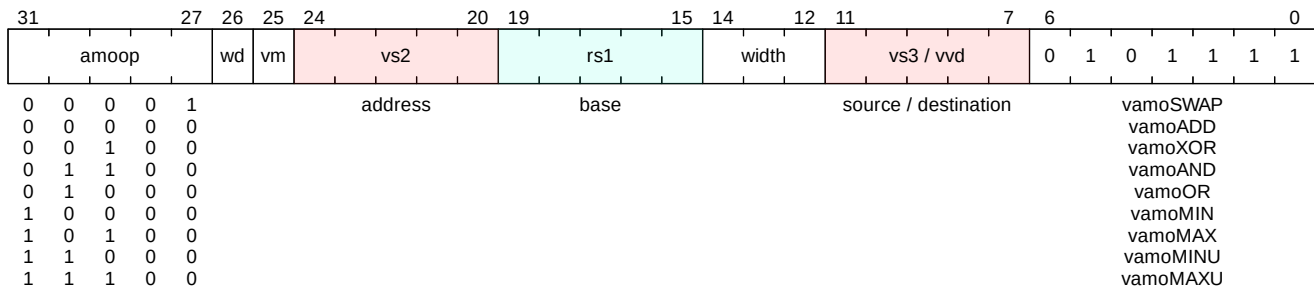 31 27 26 25 24 20 19 15 14 12 11 7 6 0
amoop wd vm vs2 rs1 width vs3 / vvd 0 1 0 1 1 1 1
0 0 0 0 1 address base source / destination vamoSWAP
0 0 0 0 0 vamoADD
0 0 1 0 0 vamoXOR
0 1 1 0 0 vamoAND
0 1 0 0 0 vamoOR
1 0 0 0 0 vamoMIN
1 0 1 0 0 vamoMAX
1 1 0 0 0 vamoMINU
1 1 1 0 0 vamoMAXU